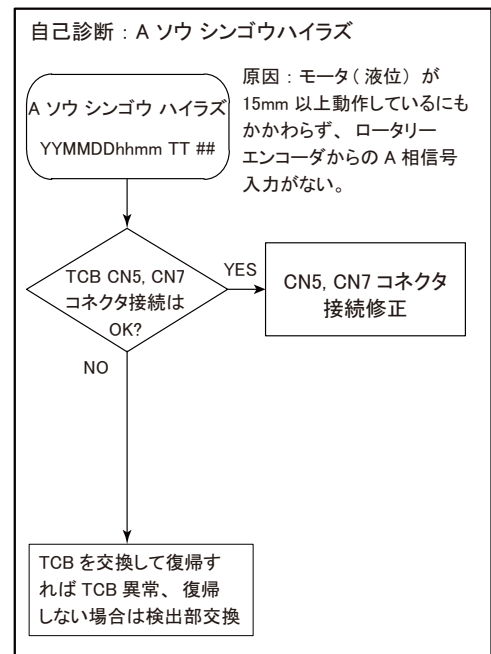 自己診断：A ソウ シンゴウハイラズ
A ソウ シンゴウ ハイラズ
YYMMDDhhmm TT ##
原因：モータ（液位）が
15mm 以上動作しているにも
かかわらず、ロータリー
エンコーダからの A 相信号
入力がない。
TCB CN5, CN7
コネクタ接続は
OK?
YES
CN5, CN7 コネクタ
接続修正
NO
TCB を交換して復帰す
れば TCB 異常、復帰
しない場合は検出部交換